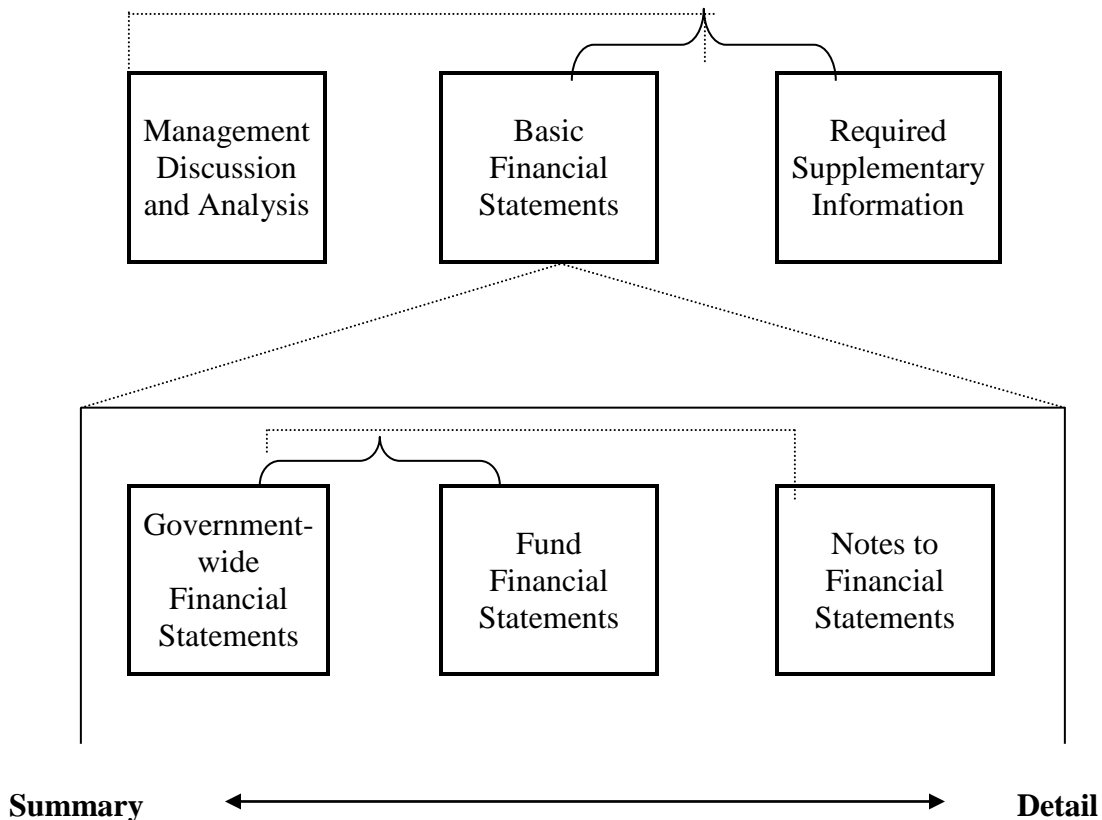 Management
Discussion
and Analysis
Basic
Financial
Statements
Required
Supplementary
Information
Government-
wide
Financial
Statements
Fund
Financial
Statements
Notes to
Financial
Statements
Summary
Detail